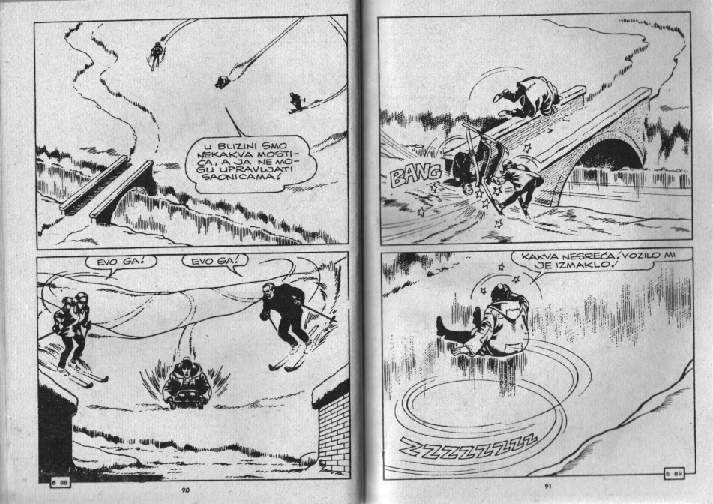 U BLIZINI SMO
NEKAKVA MOSTI-
ĆA, A JA NE MO-
GU UPRAVLJATI
SAONICAMA!
EVO GA!
EVO GA!
90
BANG
KAKVA NESREĆA! VOZILO MI
JE IZMAKLO!
ZZZZZZZZ
91